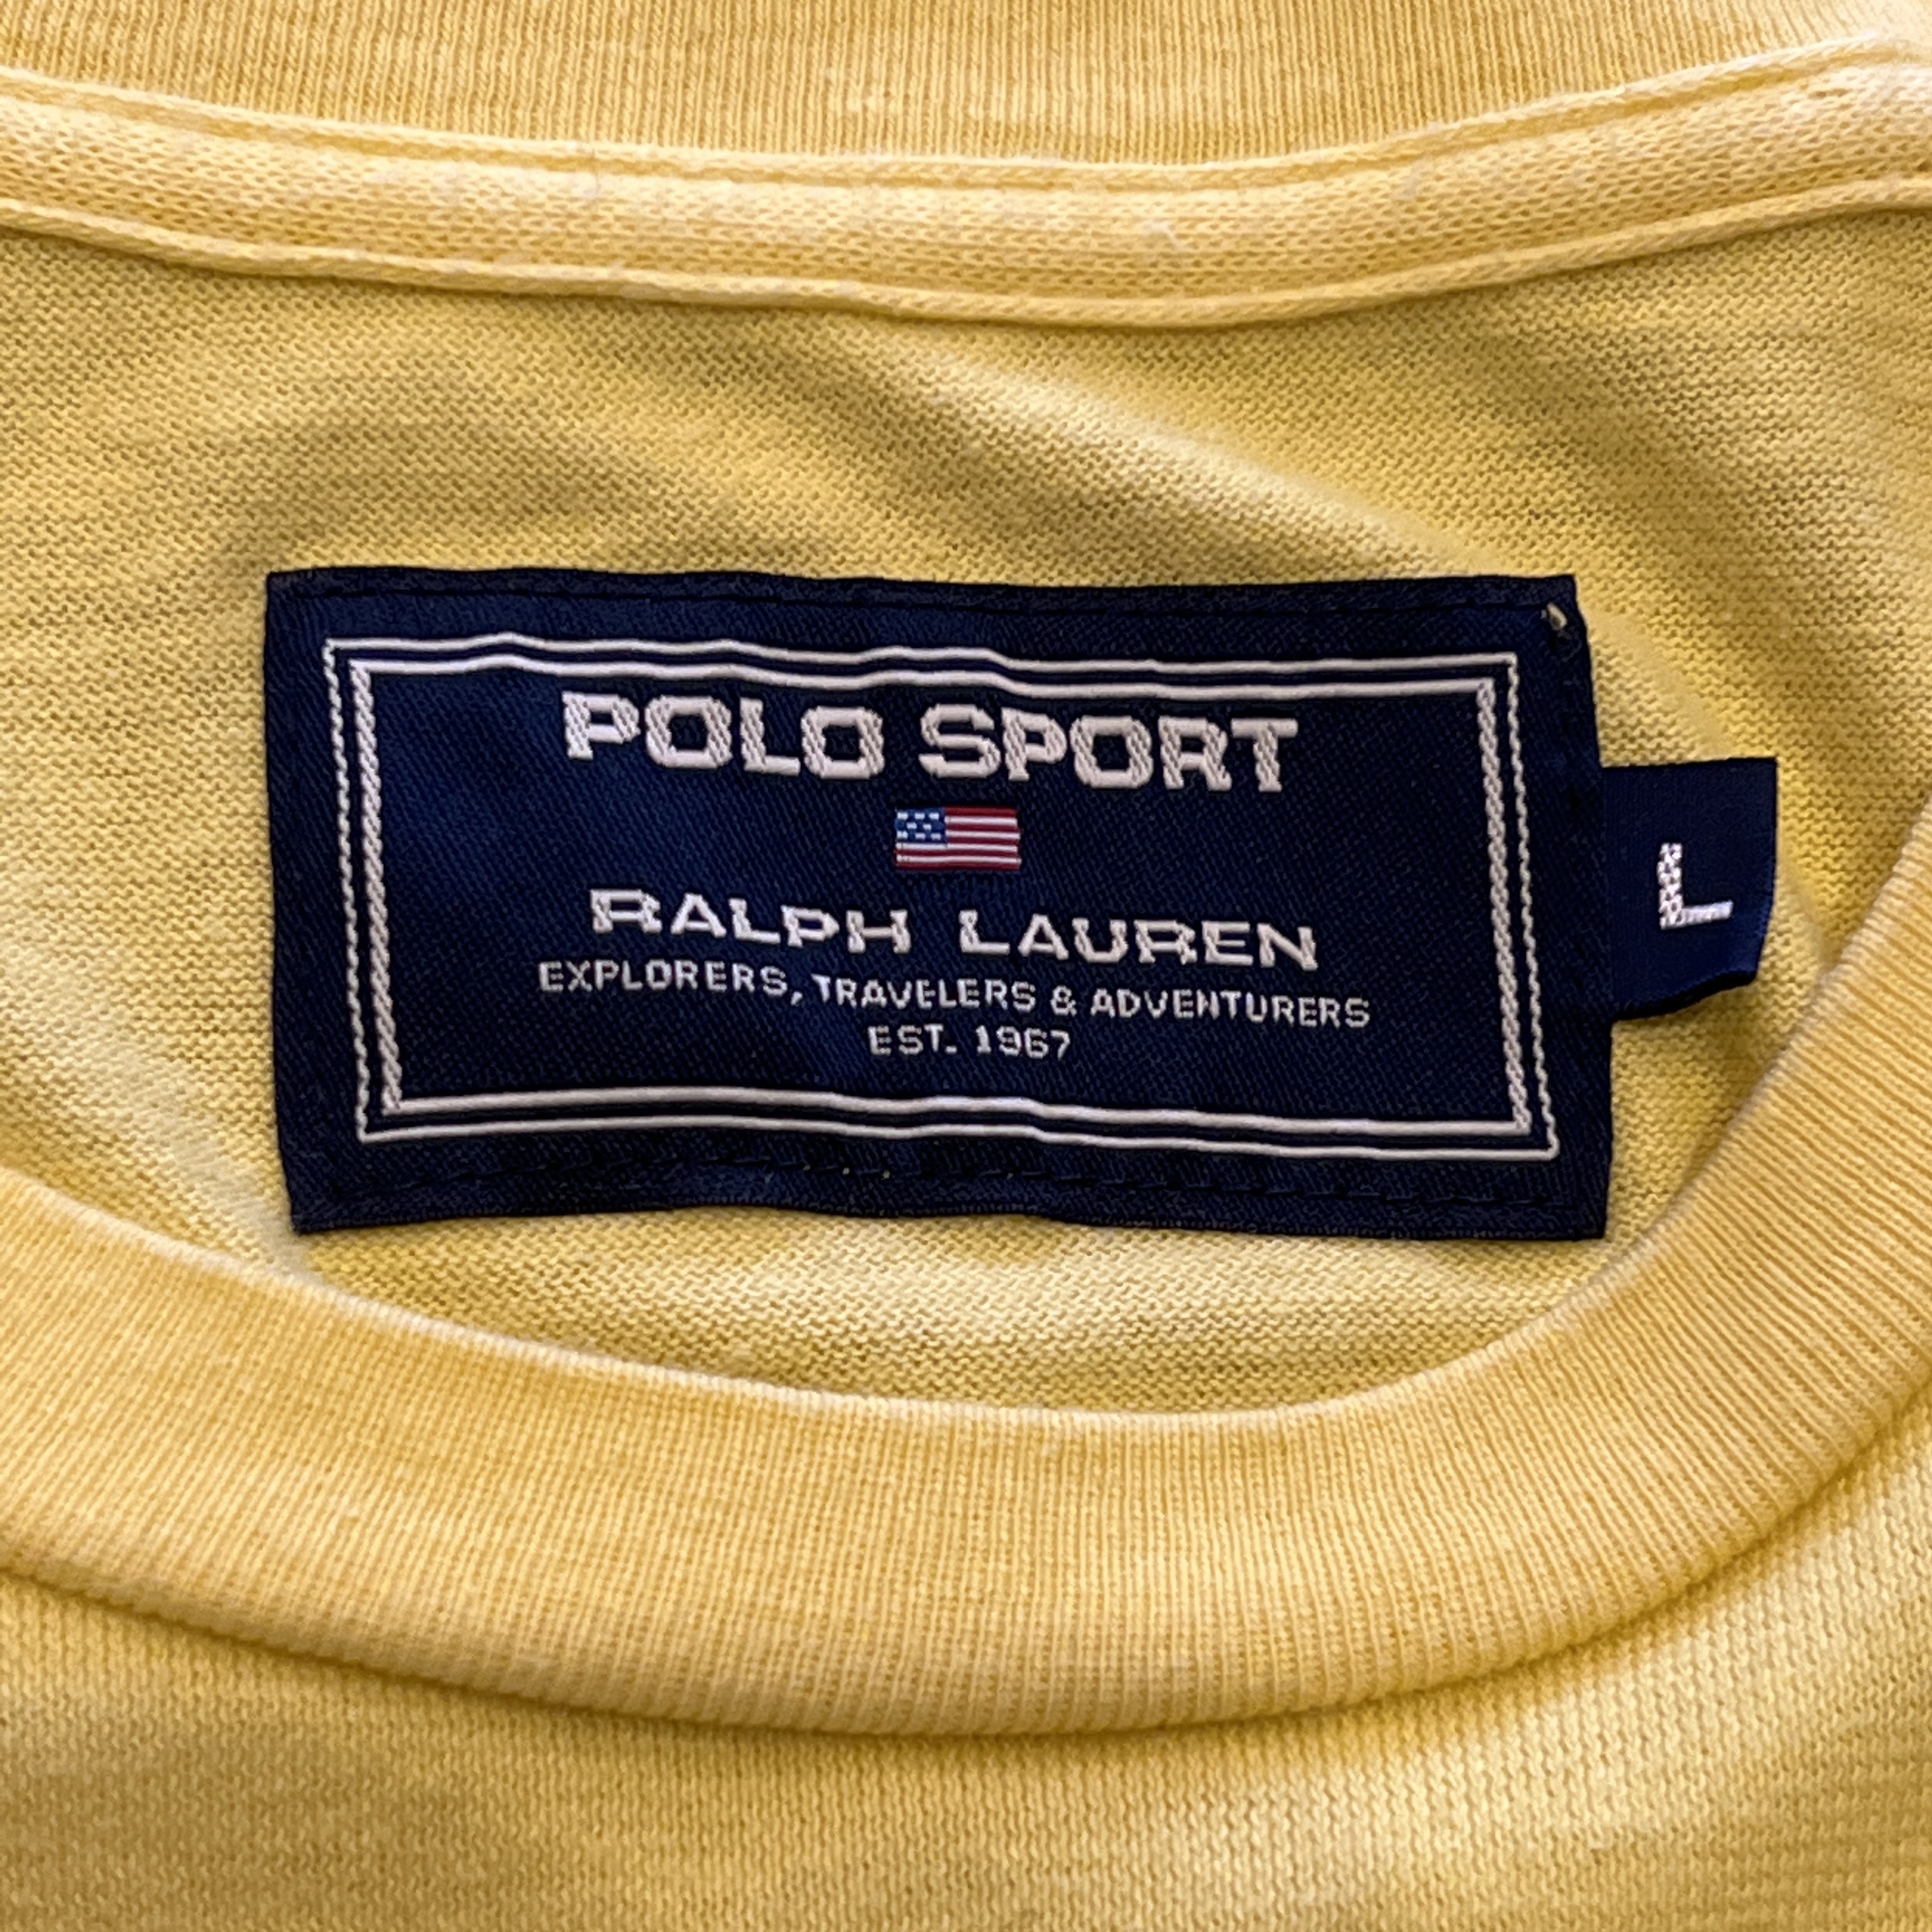 POLO SPORT
RALPH LAUREN
EXPLORERS, TRAVELERS & ADVENTURERS
EST. 1967
L